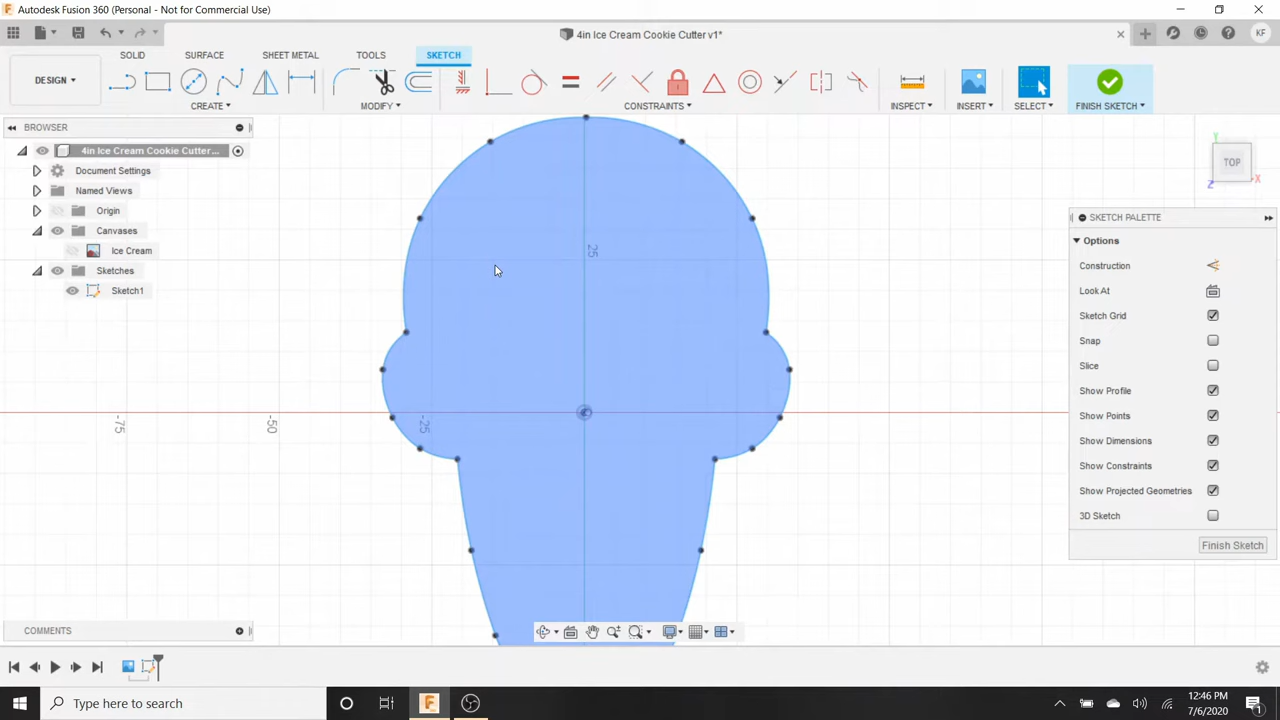 Autodesk Fusion 360 (Personal - Not for Commercial Use)
4in Ice Cream Cookie Cutter v1*
KF
SOLID SURFACE SHEET METAL TOOLS SKETCH
DESIGN
CREATE MODIFY CONSTRAINTS INSPECT INSERT SELECT FINISH SKETCH
BROWSER
4in Ice Cream Cookie Cutter...
Document Settings
Named Views
Origin
Canvases
Ice Cream
Sketches
Sketch1
Y
TOP
Z
X
25
-75
-50
-25
SKETCH PALETTE
Options
Construction
Look At
Sketch Grid
Snap
Slice
Show Profile
Show Points
Show Dimensions
Show Constraints
Show Projected Geometries
3D Sketch
Finish Sketch
COMMENTS
Type here to search
F
12:46 PM
7/6/2020
1